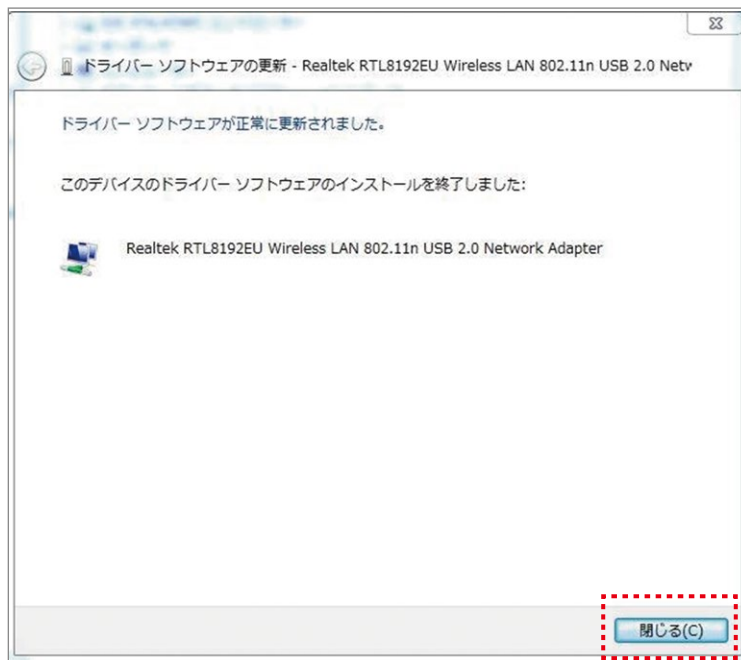 ドライバー ソフトウェアの更新 - Realtek RTL8192EU Wireless LAN 802.11n USB 2.0 Netw
ドライバー ソフトウェアが正常に更新されました。
このデバイスのドライバー ソフトウェアのインストールを終了しました:
Realtek RTL8192EU Wireless LAN 802.11n USB 2.0 Network Adapter
閉じる(C)